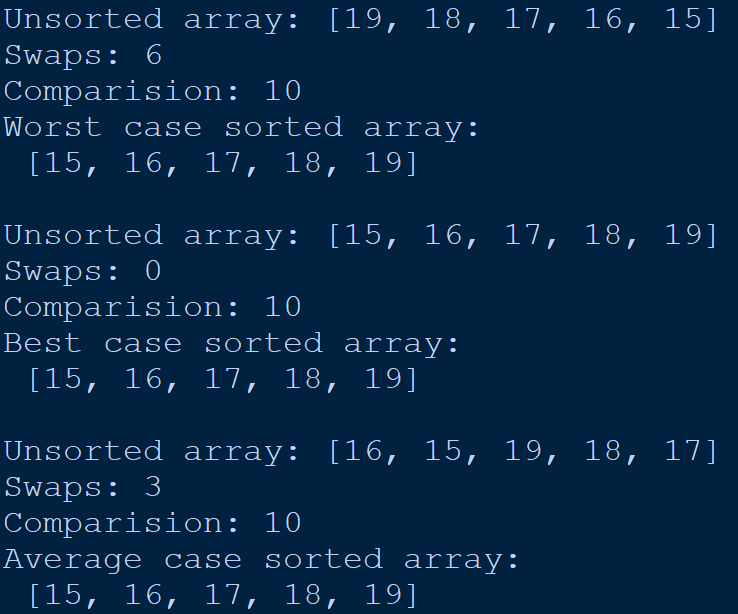 Unsorted array: [19, 18, 17, 16, 15]
Swaps: 6
Comparision: 10
Worst case sorted array:
[15, 16, 17, 18, 19]
Unsorted array: [15, 16, 17, 18, 19]
Swaps: 0
Comparision: 10
Best case sorted array:
[15, 16, 17, 18, 19]
Unsorted array: [16, 15, 19, 18, 17]
Swaps: 3
Comparision: 10
Average case sorted array:
[15, 16, 17, 18, 19]